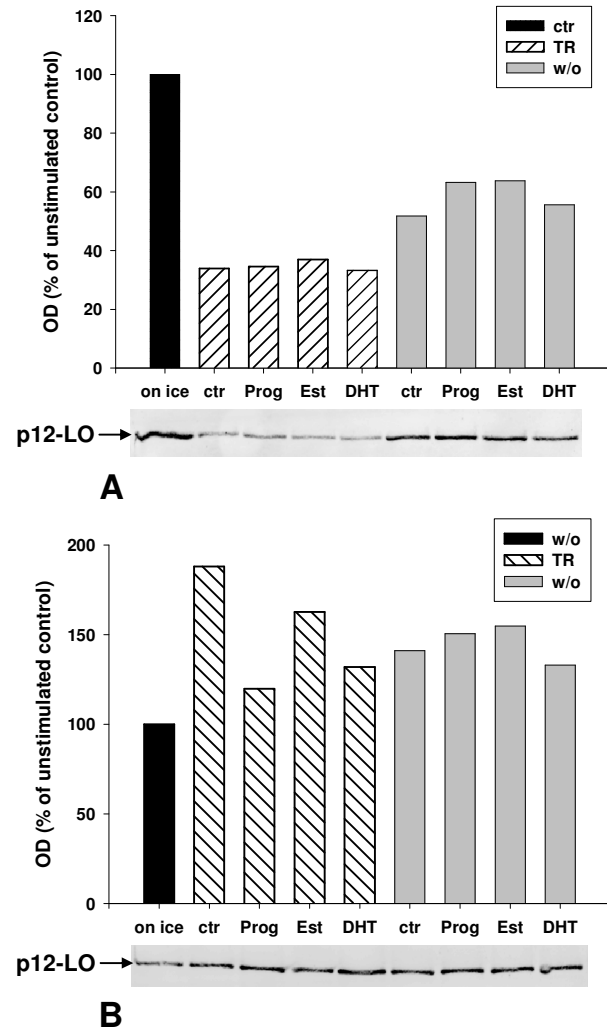 120
100
80
60
40
20
0
OD (% of unstimulated control)
ctr
TR
w/o
on ice ctr Prog Est DHT ctr Prog Est DHT
p12-LO
A
200
150
100
50
0
OD (% of unstimulated control)
w/o
TR
w/o
on ice ctr Prog Est DHT ctr Prog Est DHT
p12-LO
B